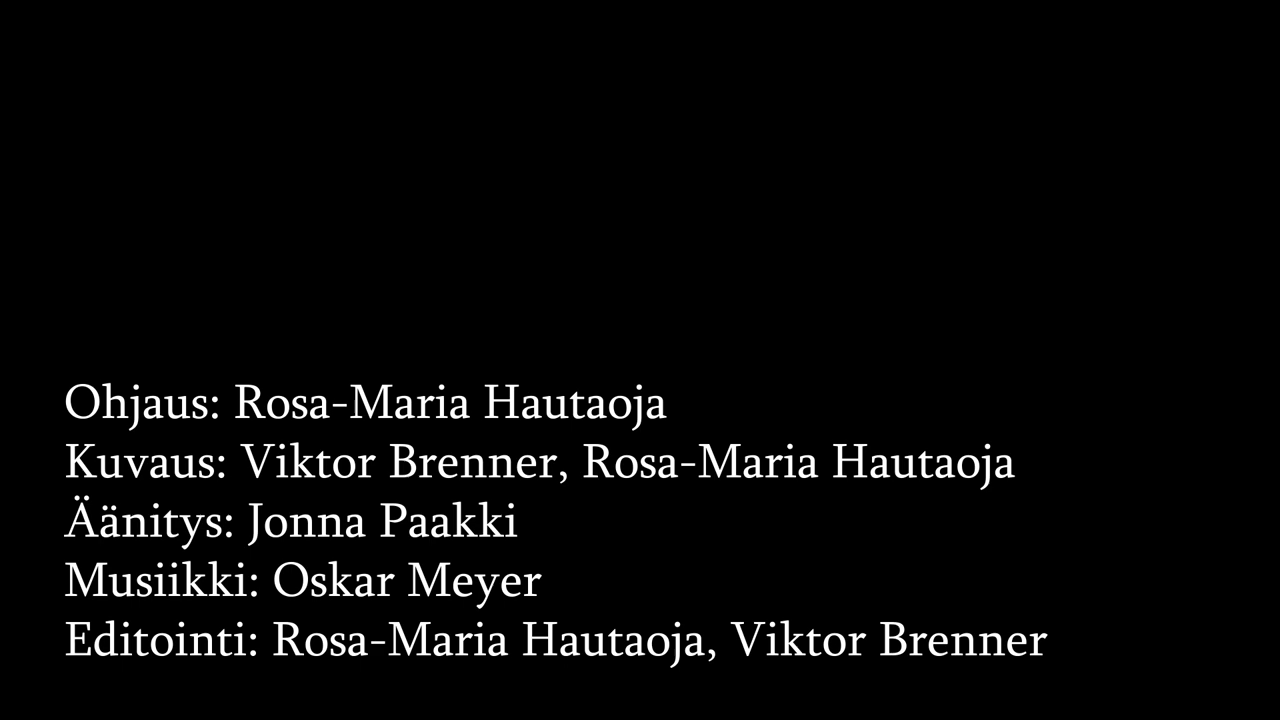 Ohjaus: Rosa-Maria Hautaoja
Kuvaus: Viktor Brenner, Rosa-Maria Hautaoja
Äänitys: Jonna Paakki
Musiikki: Oskar Meyer
Editointi: Rosa-Maria Hautaoja, Viktor Brenner